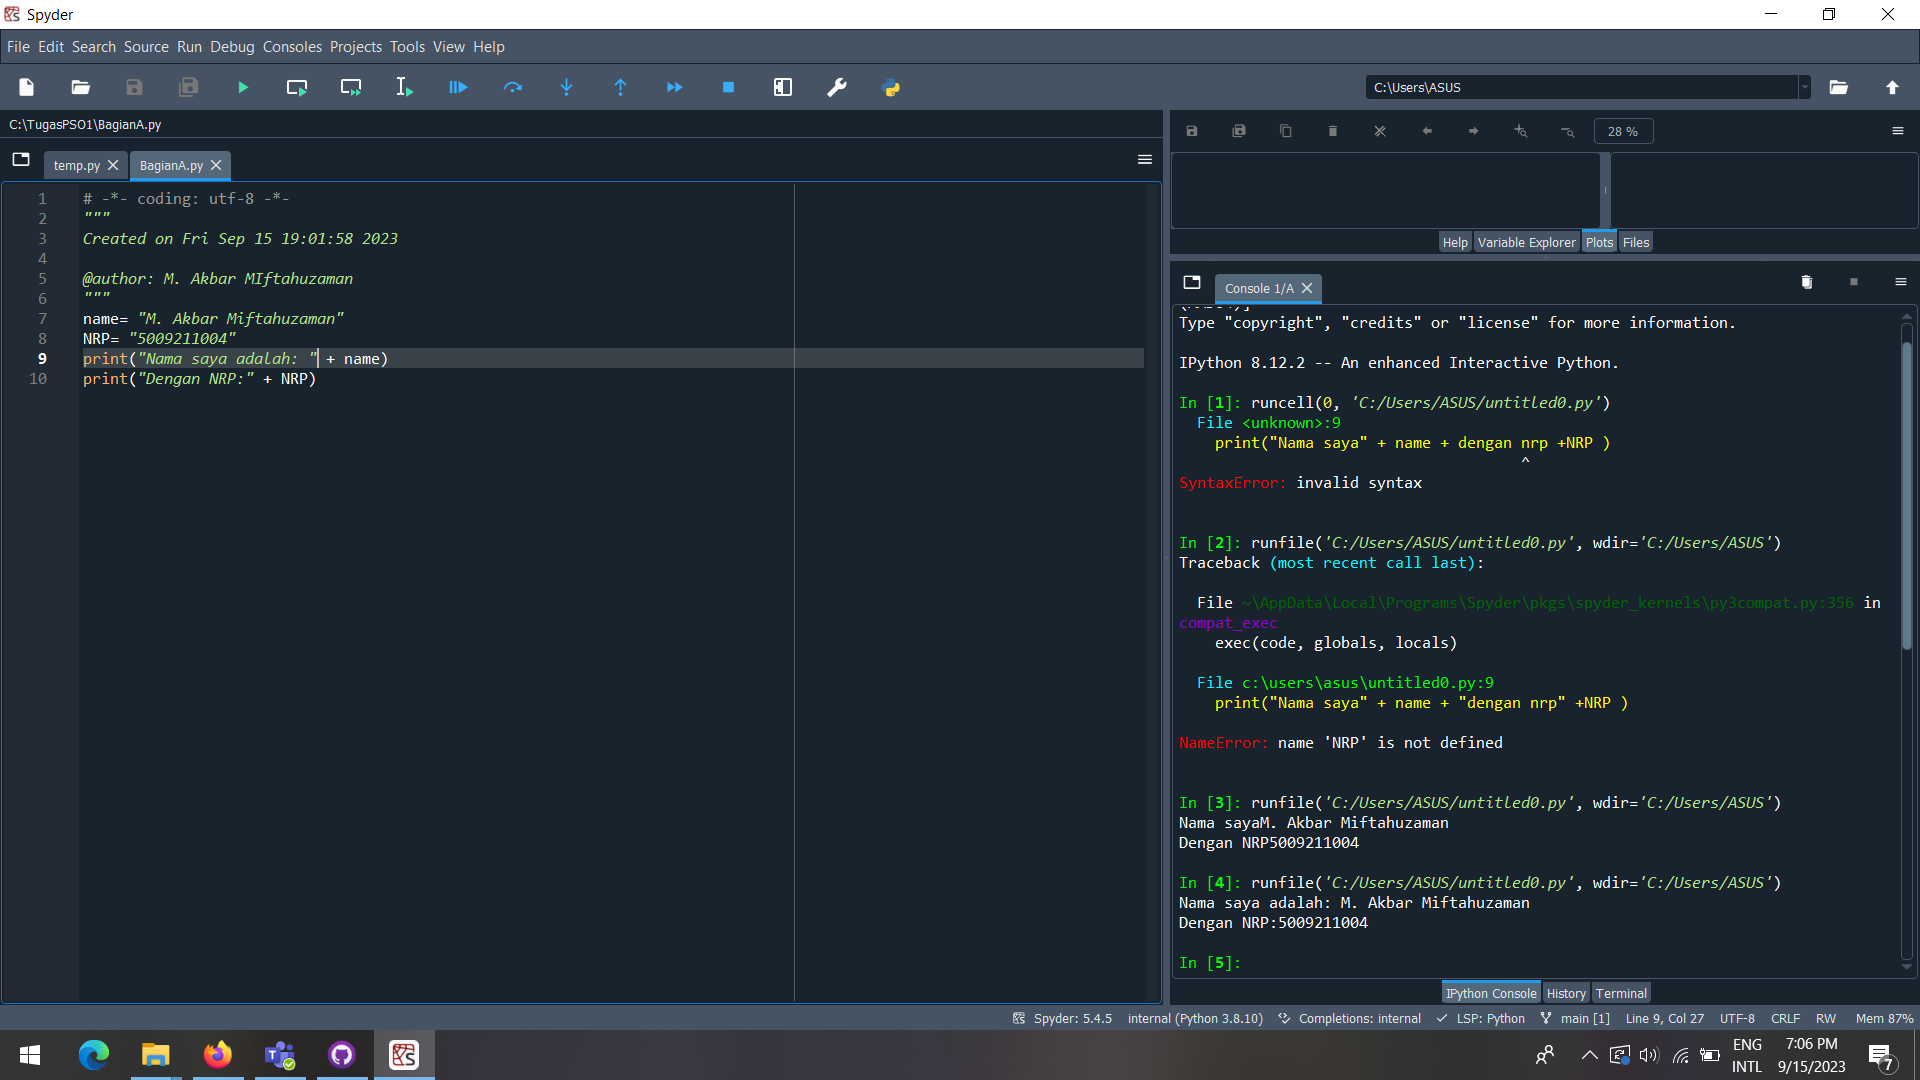 Spyder
File Edit Search Source Run Debug Consoles Projects Tools View Help
C:\Users\ASUS
C:\TugasPSO1\BagianA.py
temp.py
BagianA.py
1 # -*- coding: utf-8 -*-
2 """
3 Created on Fri Sep 15 19:01:58 2023
4
5 @author: M. Akbar MIftahuzaman
6 """
7 name= "M. Akbar Miftahuzaman"
8 NRP= "5009211004"
9 print("Nama saya adalah: " + name)
10 print("Dengan NRP:" + NRP)
28 %
Help Variable Explorer Plots Files
Console 1/A
Type "copyright", "credits" or "license" for more information.
IPython 8.12.2 -- An enhanced Interactive Python.
In [1]: runcell(0, 'C:/Users/ASUS/untitled0.py')
File <unknown>:9
print("Nama saya" + name + dengan nrp +NRP )
^
SyntaxError: invalid syntax
In [2]: runfile('C:/Users/ASUS/untitled0.py', wdir='C:/Users/ASUS')
Traceback (most recent call last):
File ~\AppData\Local\Programs\Spyder\pkgs\spyder_kernels\py3compat.py:356 in
compat_exec
exec(code, globals, locals)
File c:\users\asus\untitled0.py:9
print("Nama saya" + name + "dengan nrp" +NRP )
NameError: name 'NRP' is not defined
In [3]: runfile('C:/Users/ASUS/untitled0.py', wdir='C:/Users/ASUS')
Nama sayaM. Akbar Miftahuzaman
Dengan NRP5009211004
In [4]: runfile('C:/Users/ASUS/untitled0.py', wdir='C:/Users/ASUS')
Nama saya adalah: M. Akbar Miftahuzaman
Dengan NRP:5009211004
In [5]:
IPython Console History Terminal
Spyder: 5.4.5 internal (Python 3.8.10) Completions: internal LSP: Python main [1] Line 9, Col 27 UTF-8 CRLF RW Mem 87%
ENG
INTL
7:06 PM
9/15/2023
7